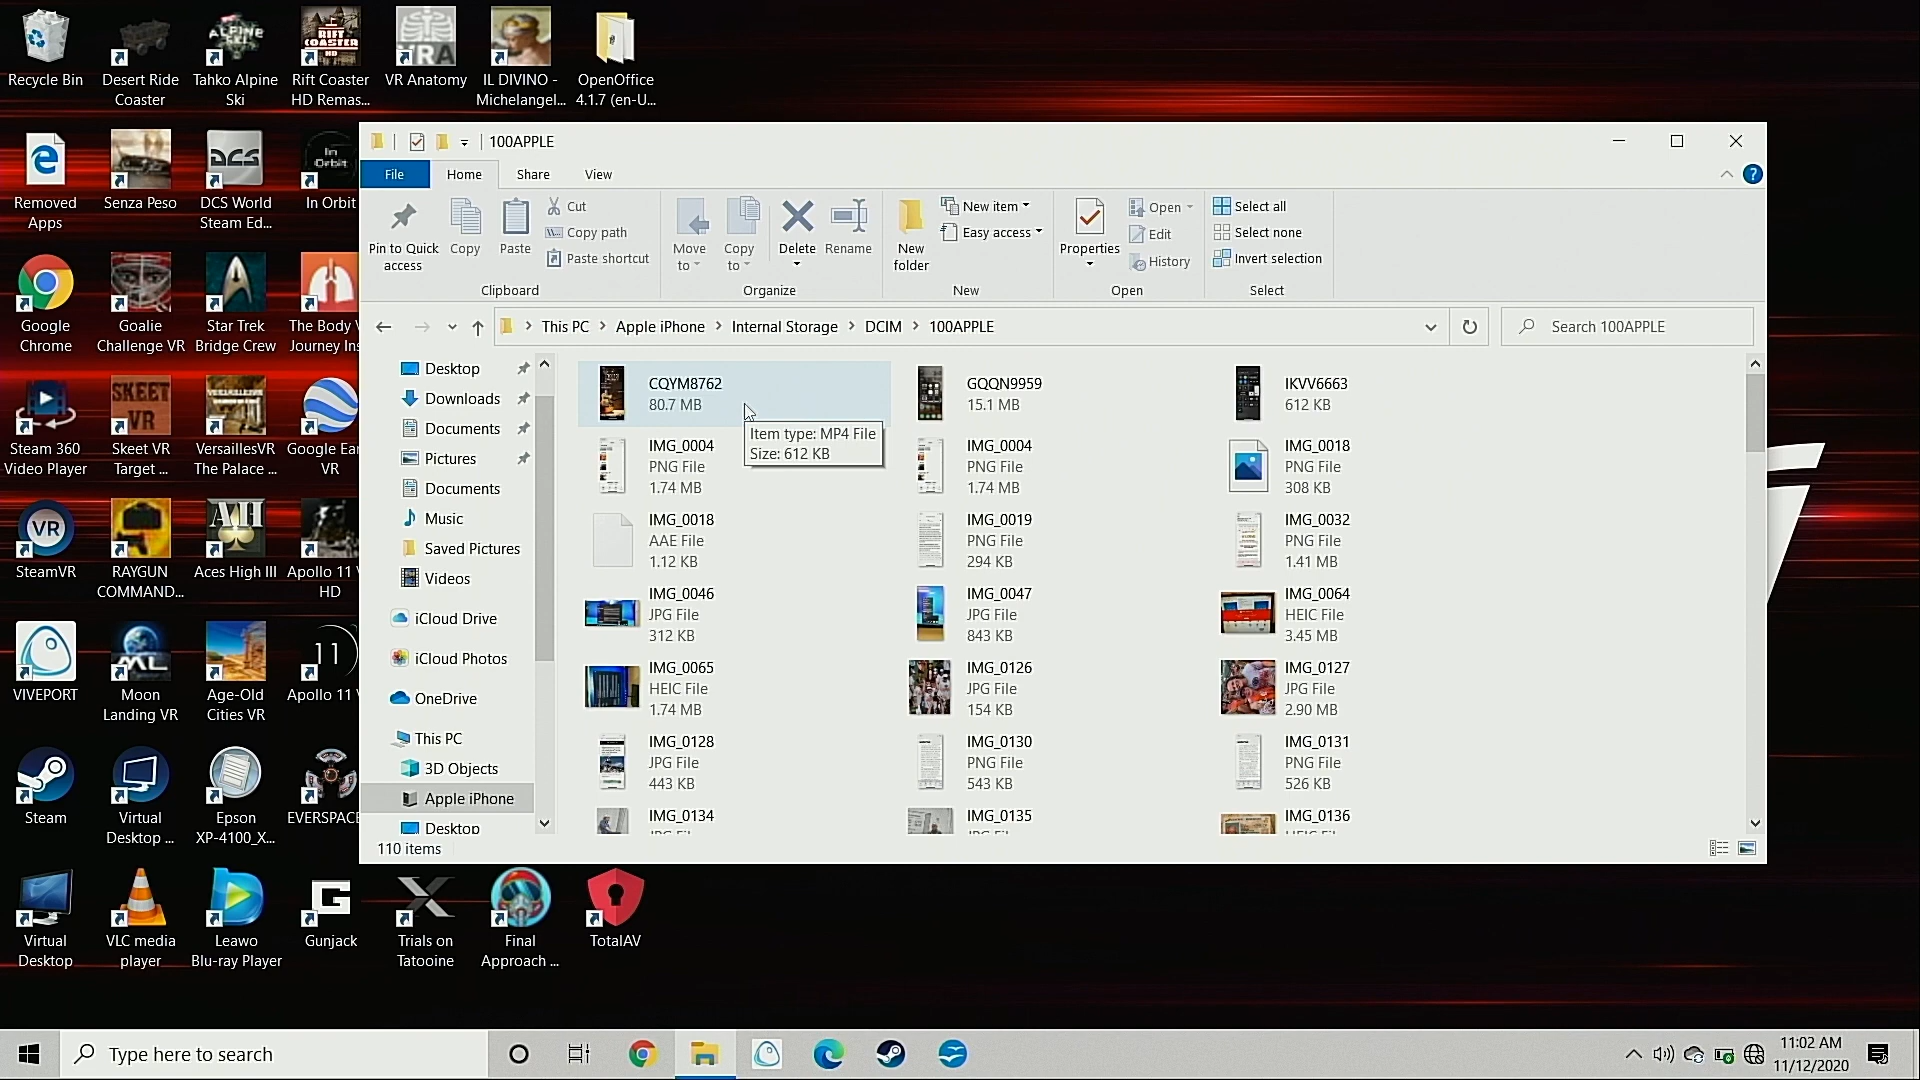 Recycle Bin
Desert Ride
Coaster
Tahko Alpine
Ski
Rift Coaster
HD Remas...
VR Anatomy
IL DIVINO -
Michelangel...
OpenOffice
4.1.7 (en-U...
Removed
Apps
Senza Peso
DCS World
Steam Ed...
In Orbit
Google
Chrome
Goalie
Challenge VR
Star Trek
Bridge Crew
The Body V
Journey Ins
Steam 360
Video Player
Skeet VR
Target ...
VersaillesVR
The Palace ...
Google Ear
VR
SteamVR
RAYGUN
COMMAND...
Aces High III
Apollo 11 V
HD
VIVEPORT
Moon
Landing VR
Age-Old
Cities VR
Apollo 11 V
Steam
Virtual
Desktop ...
Epson
XP-4100_X...
EVERSPACE
Virtual
Desktop
VLC media
player
Leawo
Blu-ray Player
Gunjack
Trials on
Tatooine
Final
Approach ...
TotalAV
100APPLE
File
Home
Share
View
Pin to Quick
access
Copy
Paste
Cut
Copy path
Paste shortcut
Clipboard
Move
to
Copy
to
Delete
Rename
Organize
New
folder
New item
Easy access
New
Properties
Open
Edit
History
Open
Select all
Select none
Invert selection
Select
This PC > Apple iPhone > Internal Storage > DCIM > 100APPLE
Search 100APPLE
Desktop
Downloads
Documents
Pictures
Documents
Music
Saved Pictures
Videos
iCloud Drive
iCloud Photos
OneDrive
This PC
3D Objects
Apple iPhone
Desktop
CQYM8762
80.7 MB
GQQN9959
15.1 MB
IKVV6663
612 KB
Item type: MP4 File
Size: 612 KB
IMG_0004
PNG File
1.74 MB
IMG_0004
PNG File
1.74 MB
IMG_0018
PNG File
308 KB
IMG_0018
AAE File
1.12 KB
IMG_0019
PNG File
294 KB
IMG_0032
PNG File
1.41 MB
IMG_0046
JPG File
312 KB
IMG_0047
JPG File
843 KB
IMG_0064
HEIC File
3.45 MB
IMG_0065
HEIC File
1.74 MB
IMG_0126
JPG File
154 KB
IMG_0127
JPG File
2.90 MB
IMG_0128
JPG File
443 KB
IMG_0130
PNG File
543 KB
IMG_0131
PNG File
526 KB
IMG_0134
JPG File
IMG_0135
JPG File
IMG_0136
HEIC File
110 items
Type here to search
11:02 AM
11/12/2020